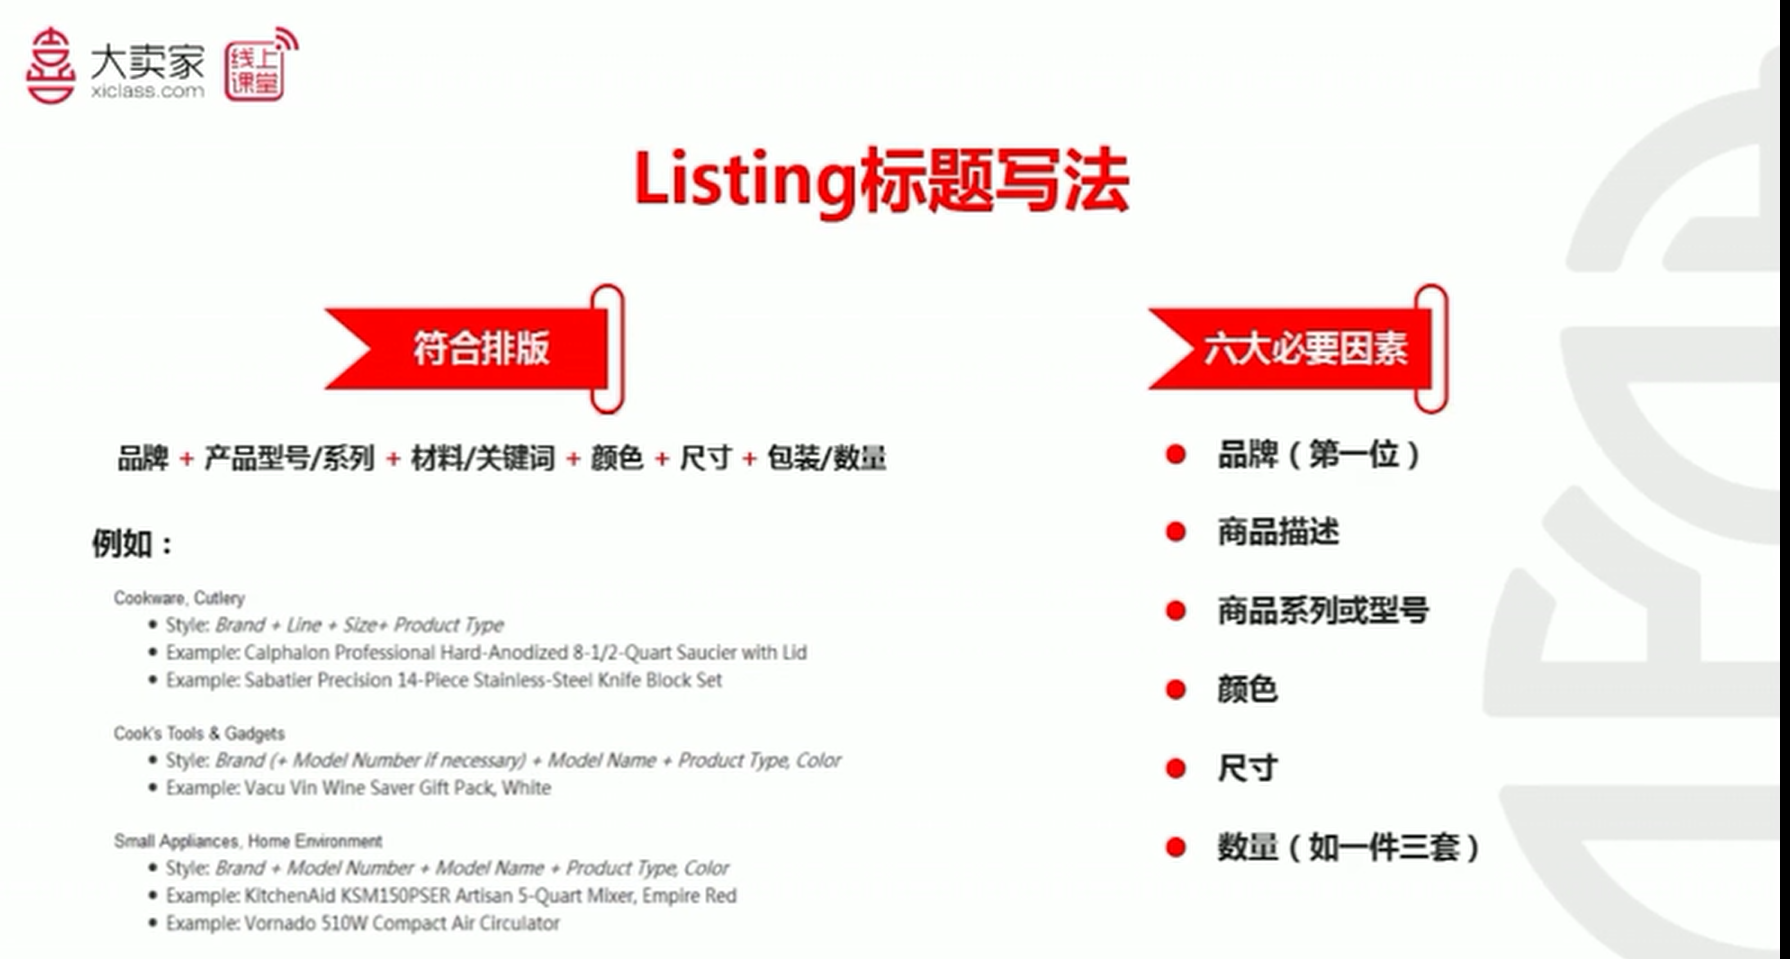 大卖家
xiclass.com
线上
课堂
Listing标题写法
符合排版
品牌 + 产品型号/系列 + 材料/关键词 + 颜色 + 尺寸 + 包装/数量
例如：
Cookware, Cutlery
• Style: Brand + Line + Size+ Product Type
• Example: Calphalon Professional Hard-Anodized 8-1/2-Quart Saucier with Lid
• Example: Sabatier Precision 14-Piece Stainless-Steel Knife Block Set
Cook's Tools & Gadgets
• Style: Brand (+ Model Number if necessary) + Model Name + Product Type, Color
• Example: Vacu Vin Wine Saver Gift Pack, White
Small Appliances, Home Environment
• Style: Brand + Model Number + Model Name + Product Type, Color
• Example: KitchenAid KSM150PSER Artisan 5-Quart Mixer, Empire Red
• Example: Vornado 510W Compact Air Circulator
六大必要因素
● 品牌（第一位）
● 商品描述
● 商品系列或型号
● 颜色
● 尺寸
● 数量（如一件三套）